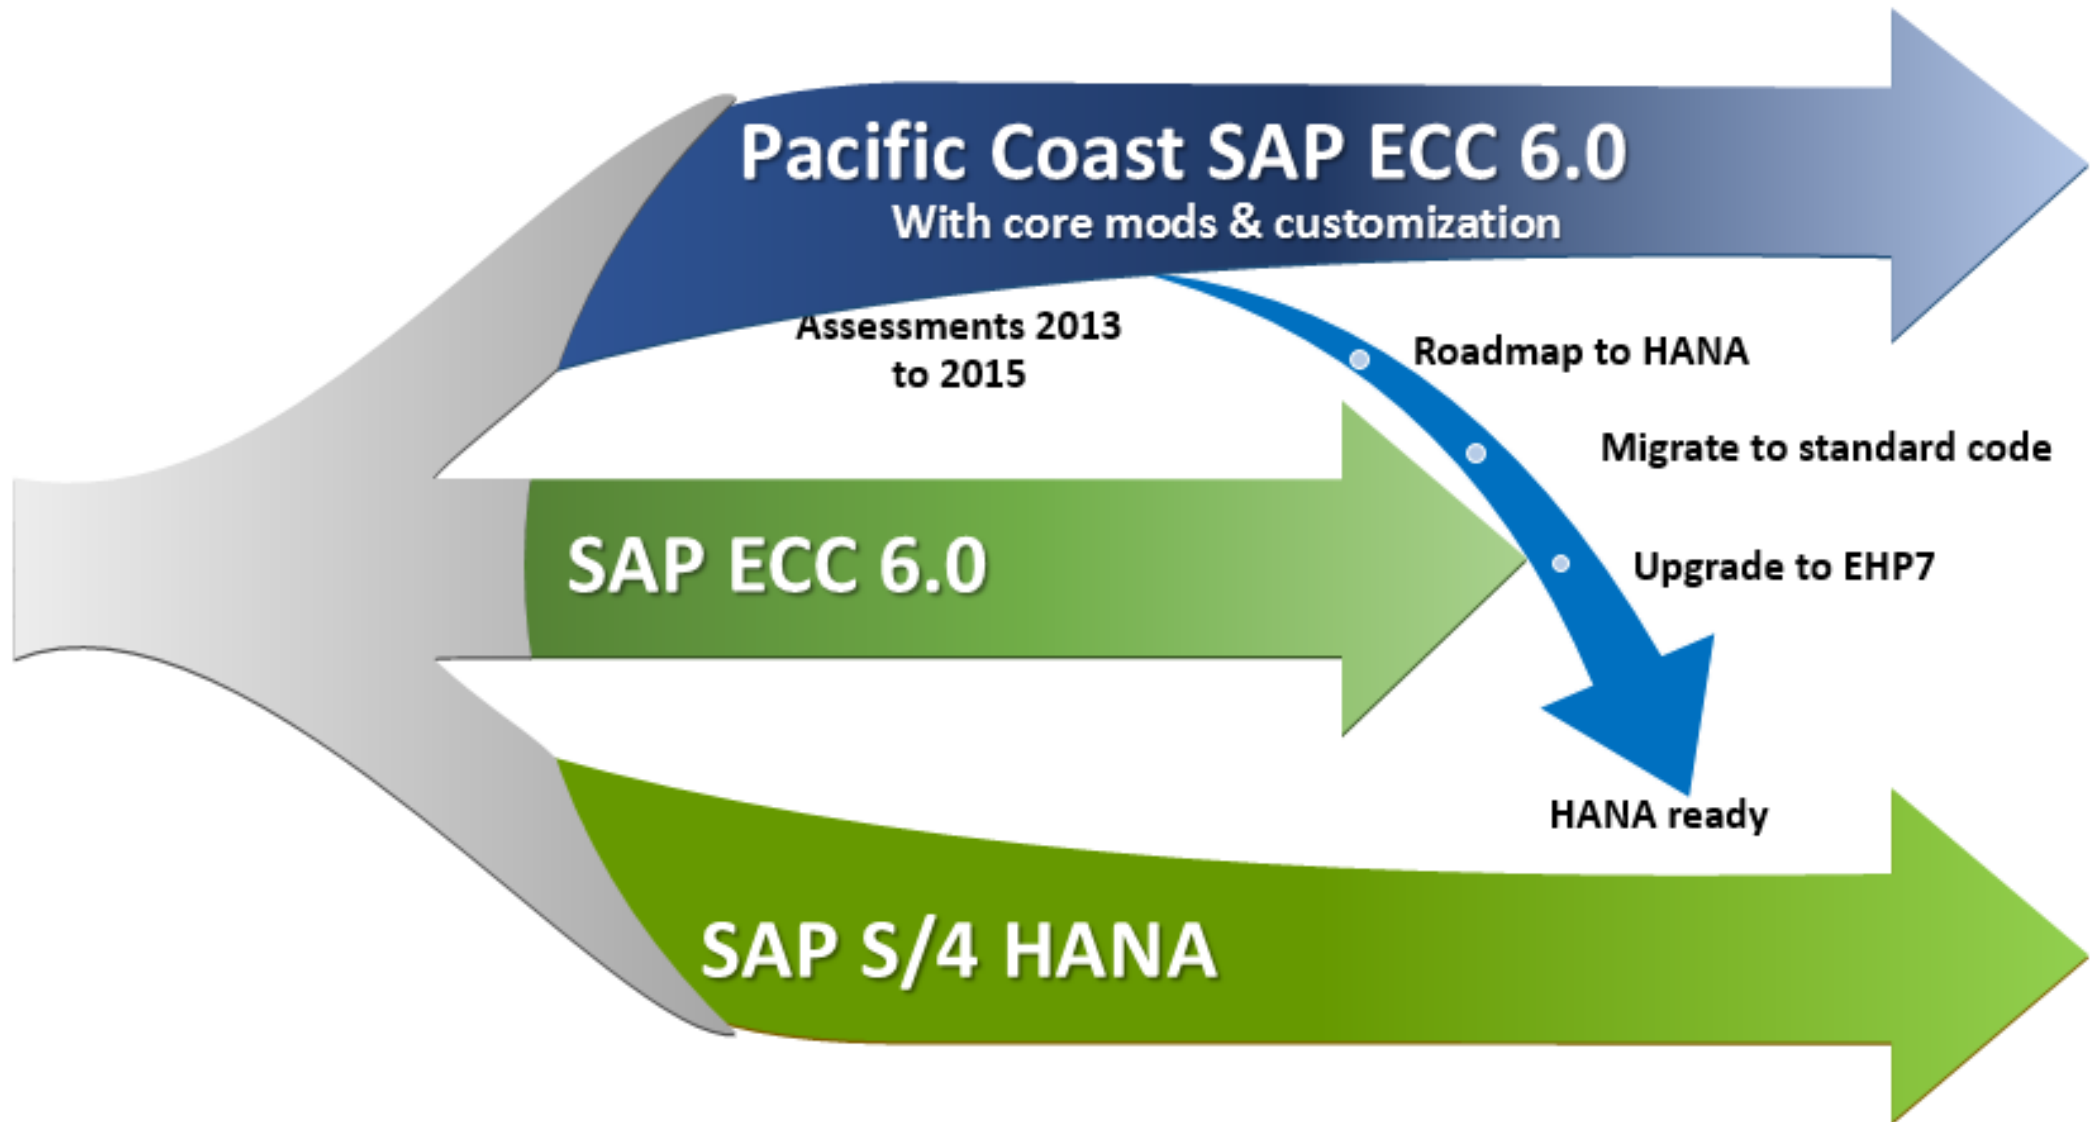 Pacific Coast SAP ECC 6.0
With core mods & customization
Assessments 2013
to 2015
Roadmap to HANA
Migrate to standard code
SAP ECC 6.0
Upgrade to EHP7
HANA ready
SAP S/4 HANA